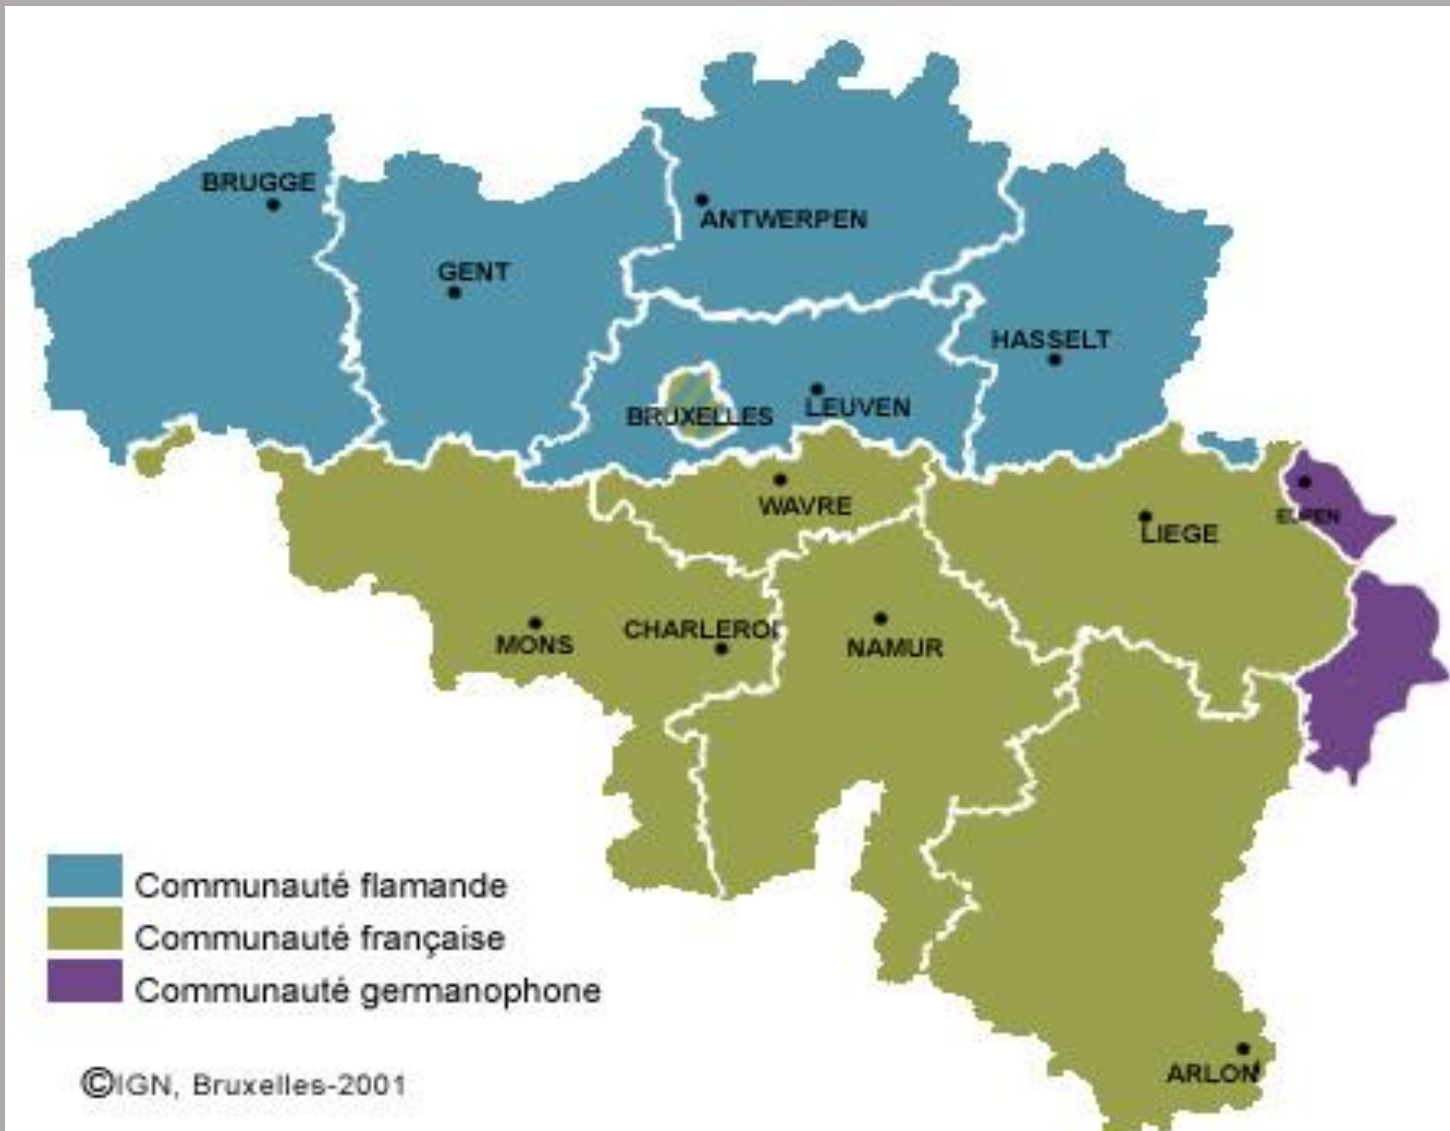 BRUGGE
ANTWERPEN
GENT
HASSELT
BRUXELLES
LEUVEN
WAVRE
EUPEN
LIEGE
MONS
CHARLEROI
NAMUR
Communauté flamande
Communauté française
Communauté germanophone
ARLON
©IGN, Bruxelles-2001